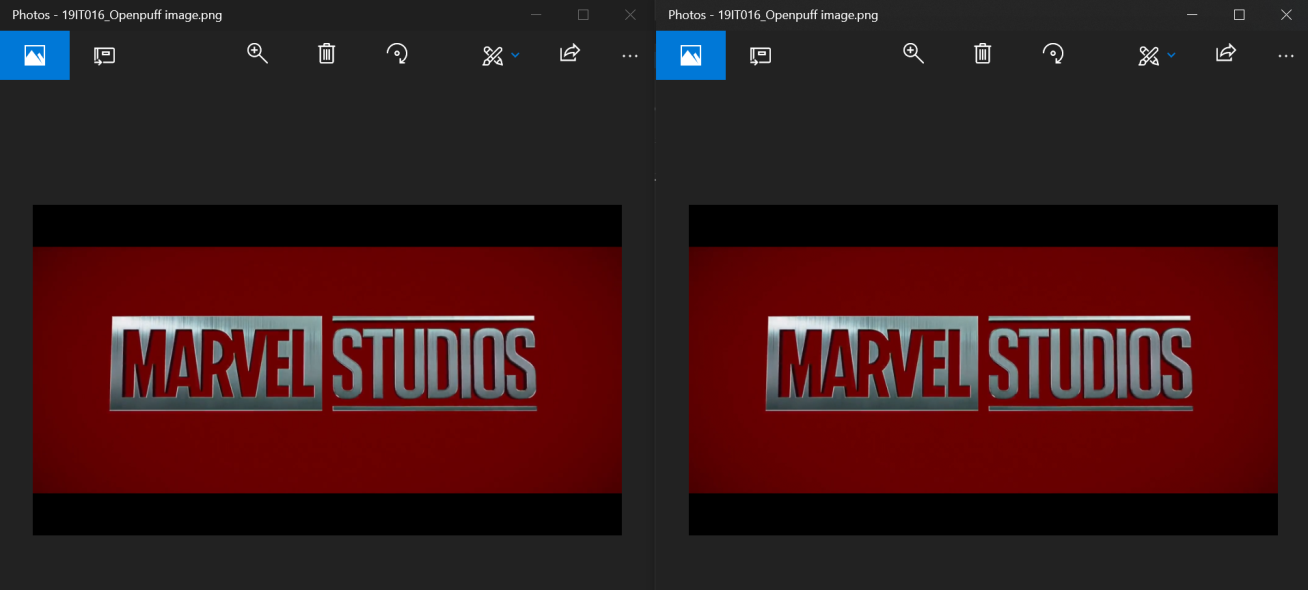 Photos - 19IT016_Openpuff image.png
MARVEL STUDIOS
Photos - 19IT016_Openpuff image.png
MARVEL STUDIOS